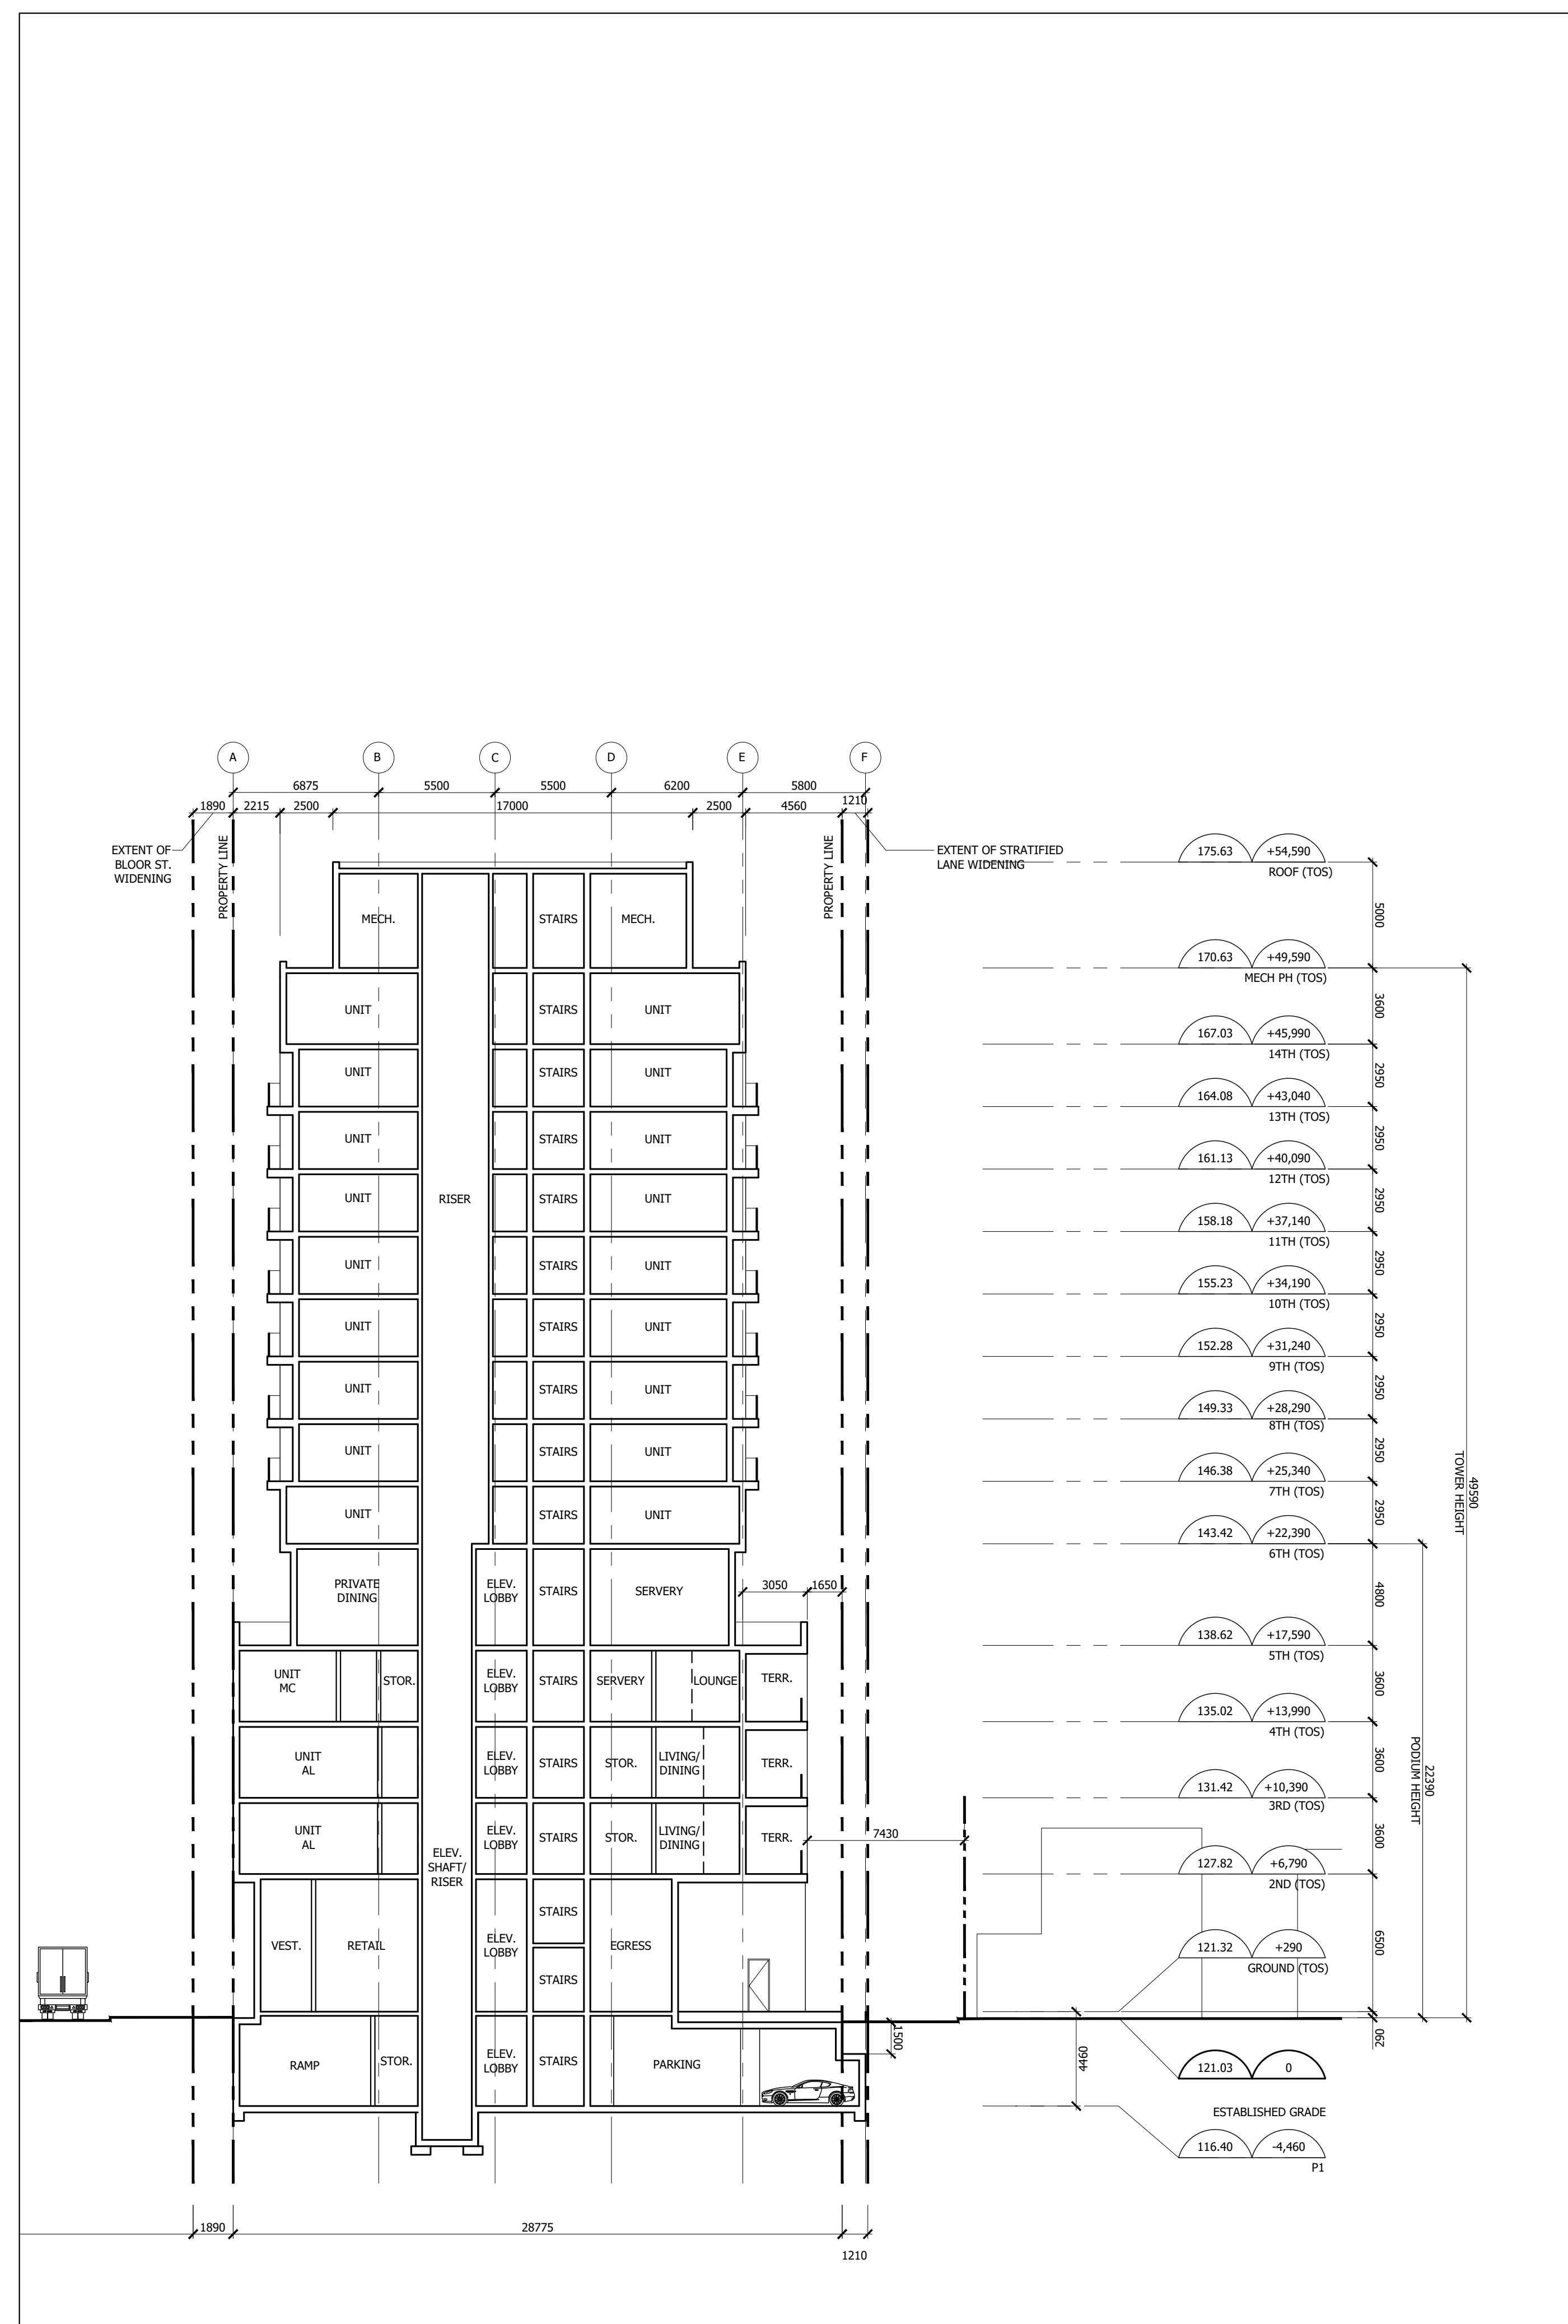 A
B
C
D
E
F
6875
5500
5500
6200
5800
1890
2215
2500
17000
2500
4560
1210
EXTENT OF
BLOOR ST.
WIDENING
PROPERTY LINE
PROPERTY LINE
EXTENT OF STRATIFIED
LANE WIDENING
175.63
+54,590
ROOF (TOS)
5000
MECH.
STAIRS
MECH.
170.63
+49,590
MECH PH (TOS)
3600
UNIT
STAIRS
UNIT
167.03
+45,990
14TH (TOS)
2950
UNIT
STAIRS
UNIT
164.08
+43,040
13TH (TOS)
2950
UNIT
STAIRS
UNIT
161.13
+40,090
12TH (TOS)
2950
UNIT
RISER
STAIRS
UNIT
158.18
+37,140
11TH (TOS)
2950
UNIT
STAIRS
UNIT
155.23
+34,190
10TH (TOS)
2950
UNIT
STAIRS
UNIT
152.28
+31,240
9TH (TOS)
2950
UNIT
STAIRS
UNIT
149.33
+28,290
8TH (TOS)
2950
UNIT
STAIRS
UNIT
146.38
+25,340
7TH (TOS)
2950
49590
TOWER HEIGHT
UNIT
STAIRS
UNIT
143.42
+22,390
6TH (TOS)
4800
PRIVATE
DINING
ELEV.
LOBBY
STAIRS
SERVERY
3050
1650
138.62
+17,590
5TH (TOS)
3600
UNIT
MC
STOR.
ELEV.
LOBBY
STAIRS
SERVERY
LOUNGE
TERR.
135.02
+13,990
4TH (TOS)
3600
22390
PODIUM HEIGHT
UNIT
AL
ELEV.
LOBBY
STAIRS
STOR.
LIVING/
DINING
TERR.
131.42
+10,390
3RD (TOS)
3600
UNIT
AL
ELEV.
LOBBY
STAIRS
STOR.
LIVING/
DINING
TERR.
7430
127.82
+6,790
2ND (TOS)
6500
ELEV.
SHAFT/
RISER
VEST.
RETAIL
ELEV.
LOBBY
STAIRS
STAIRS
EGRESS
121.32
+290
GROUND (TOS)
290
1500
4460
RAMP
STOR.
ELEV.
LOBBY
STAIRS
PARKING
121.03
0
ESTABLISHED GRADE
116.40
-4,460
P1
1890
28775
1210